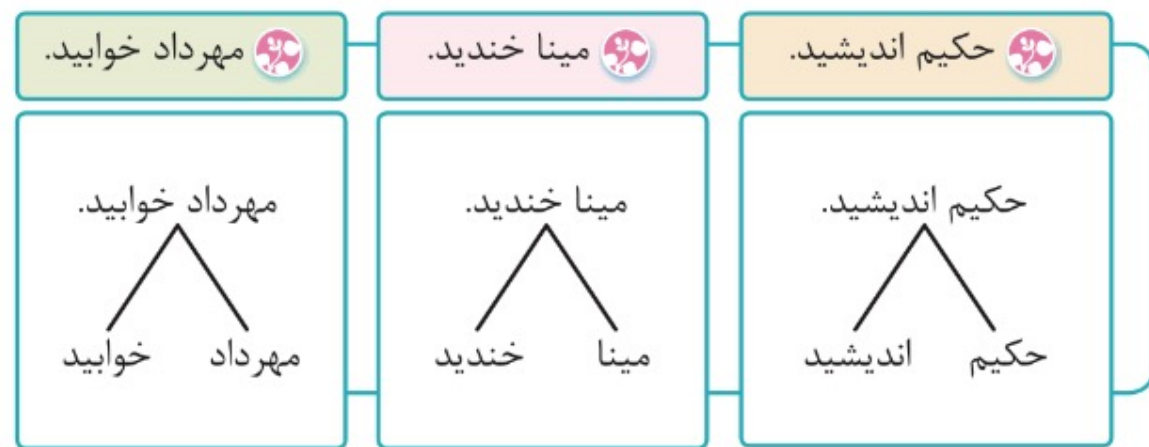 حکیم اندیشید.
مینا خندید.
مهرداد خوابید.
حکیم اندیشید.
حکیم اندیشید
مینا خندید.
مینا خندید
مهرداد خوابید.
مهرداد خوابید